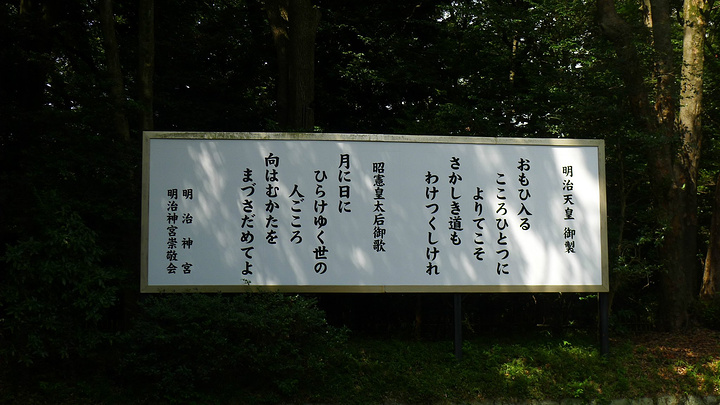 明治天皇 御製
おもひ入る
こころひとつに
よりてこそ
さかしき道も
わけつくしけれ
昭憲皇太后御歌
月に日に
ひらけゆく世の
人ごころ
向はむかたを
まづさだめてよ
明治神宮
明治神宮崇敬会